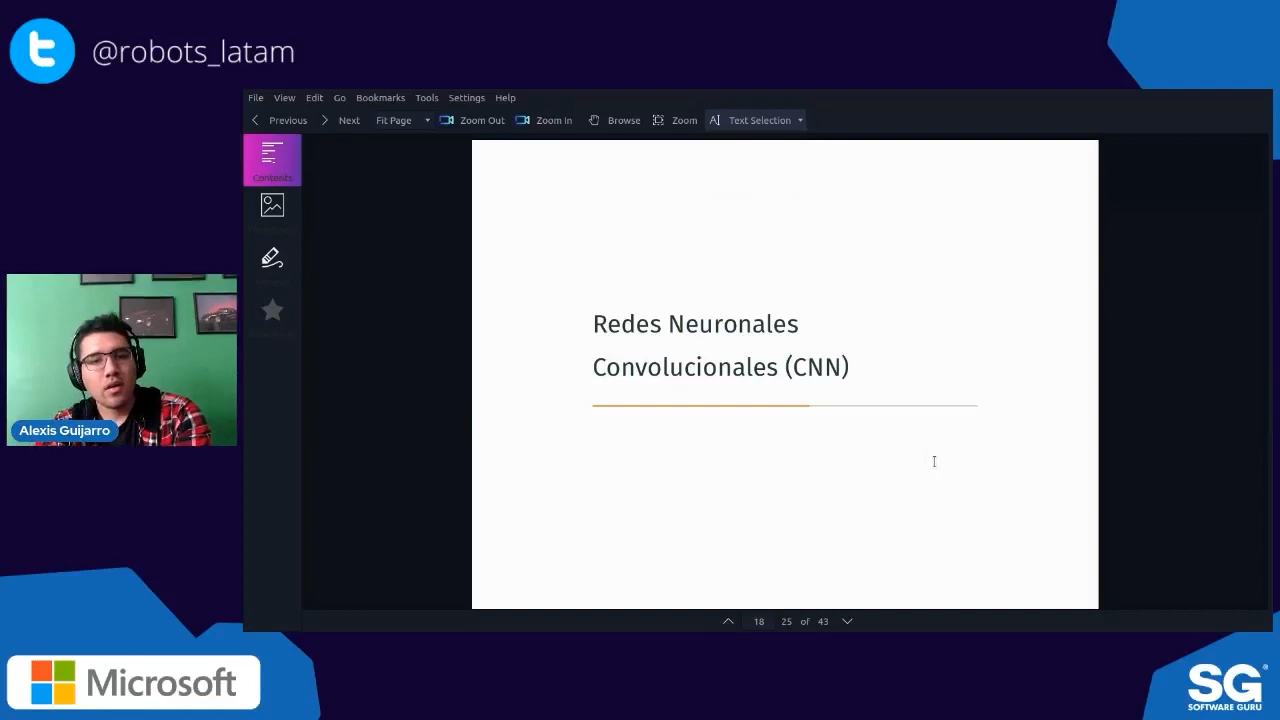 @robots_latam
File View Edit Go Bookmarks Tools Settings Help
Previous Next Fit Page Zoom Out Zoom In Browse Zoom Text Selection
Contents
Redes Neuronales
Convolucionales (CNN)
Alexis Guijarro
18 25 of 43
Microsoft
SG
SOFTWARE GURU